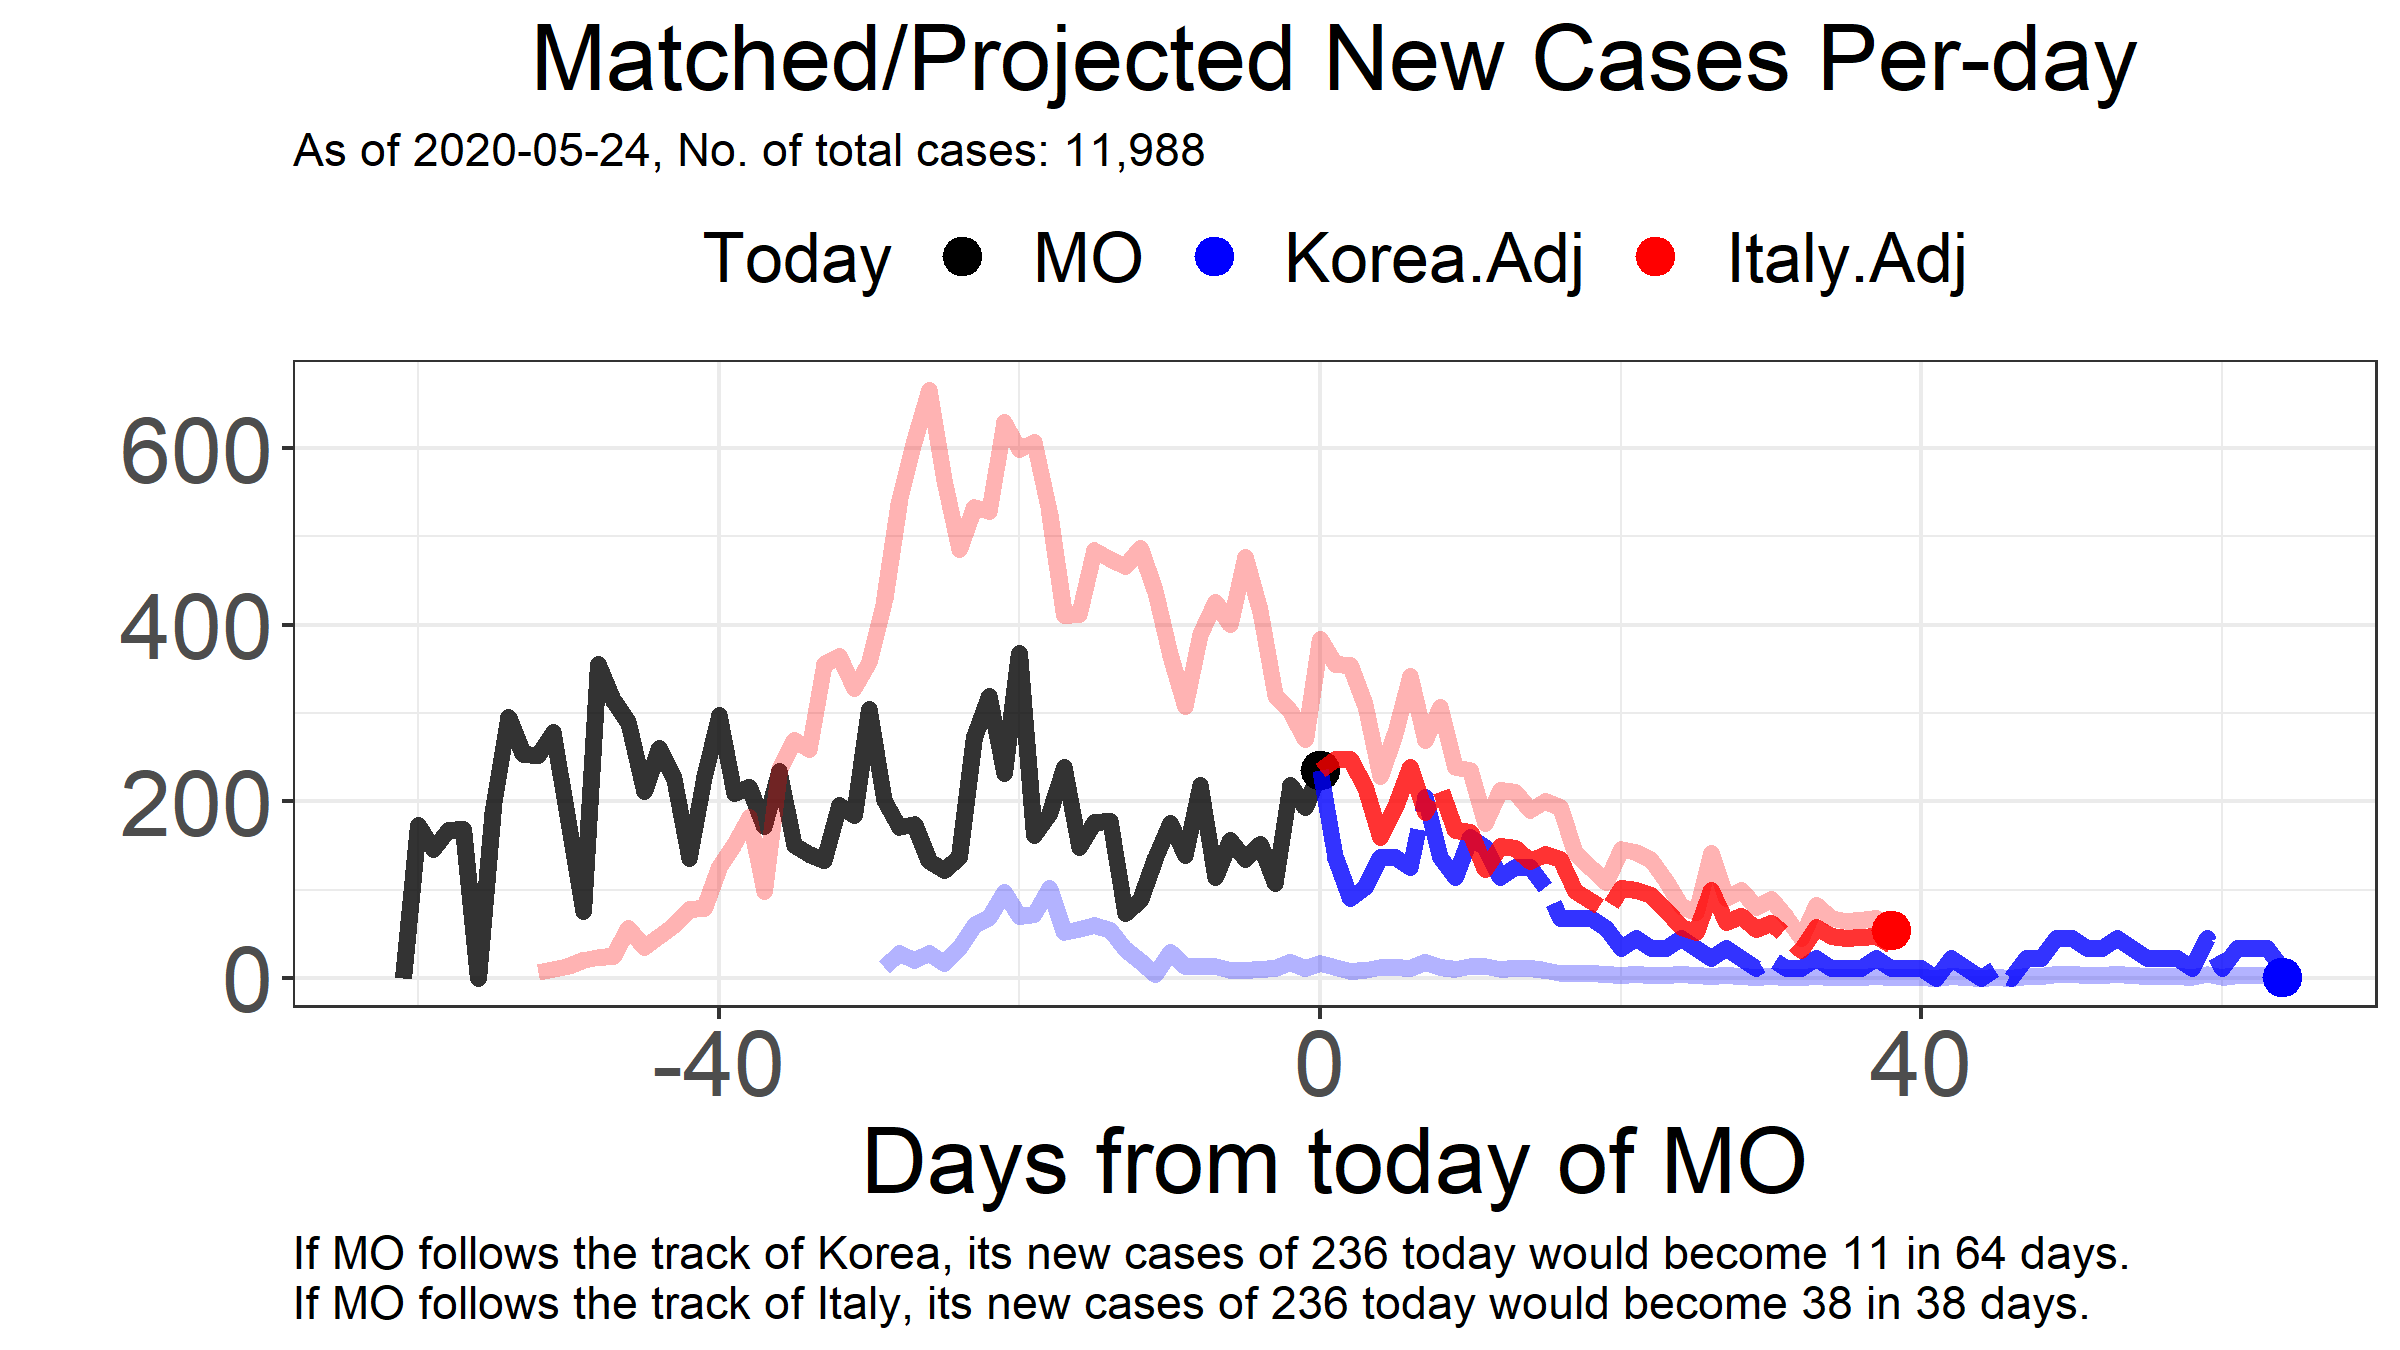 Matched/Projected New Cases Per-day
As of 2020-05-24, No. of total cases: 11,988
Today MO Korea.Adj Italy.Adj
600
400
200
0
-40 0 40
Days from today of MO
If MO follows the track of Korea, its new cases of 236 today would become 11 in 64 days.
If MO follows the track of Italy, its new cases of 236 today would become 38 in 38 days.